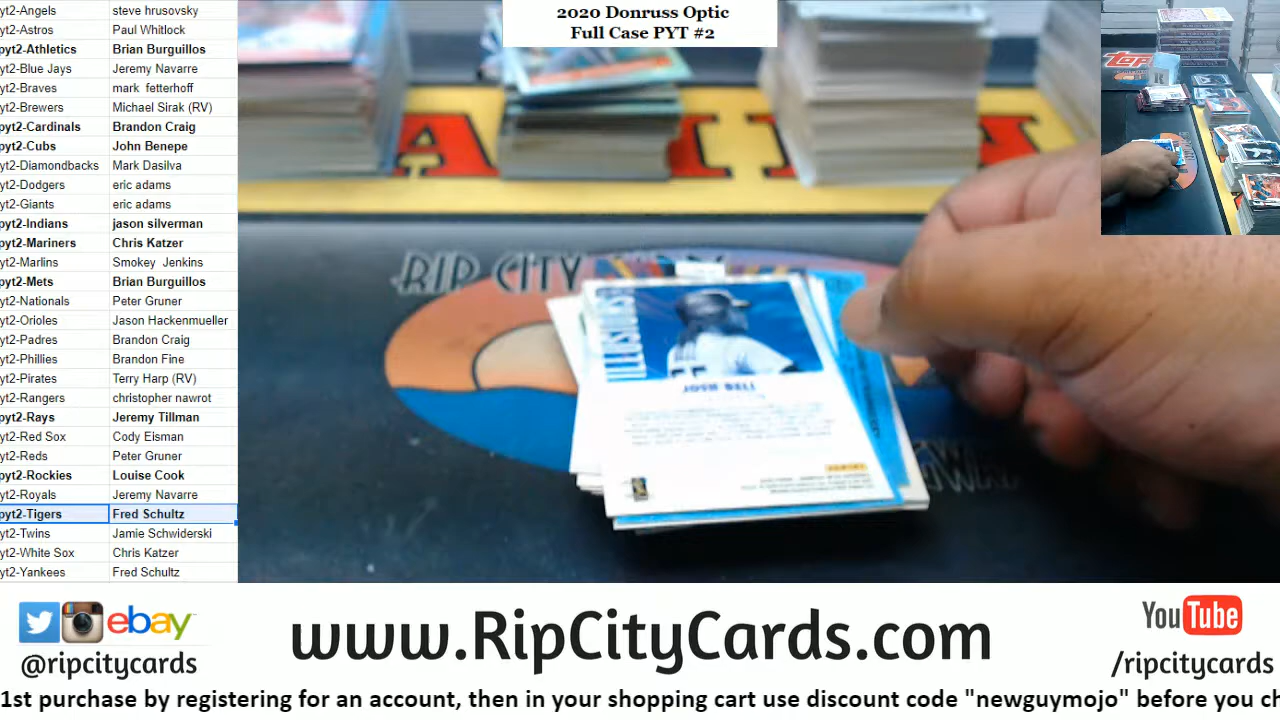 2020 Donruss Optic
Full Case PYT #2
yt2-Angels steve hrusovsky
yt2-Astros Paul Whitlock
pyt2-Athletics Brian Burguillos
yt2-Blue Jays Jeremy Navarre
yt2-Braves mark fetterhoff
yt2-Brewers Michael Sirak (RV)
pyt2-Cardinals Brandon Craig
pyt2-Cubs John Benepe
yt2-Diamondbacks Mark Dasilva
yt2-Dodgers eric adams
yt2-Giants eric adams
pyt2-Indians jason silverman
pyt2-Mariners Chris Katzer
yt2-Marlins Smokey Jenkins
pyt2-Mets Brian Burguillos
yt2-Nationals Peter Gruner
yt2-Orioles Jason Hackenmueller
yt2-Padres Brandon Craig
yt2-Phillies Brandon Fine
yt2-Pirates Terry Harp (RV)
yt2-Rangers christopher nawrot
pyt2-Rays Jeremy Tillman
yt2-Red Sox Cody Elsman
yt2-Reds Peter Gruner
pyt2-Rockies Louise Cook
yt2-Royals Jeremy Navarre
pyt2-Tigers Fred Schultz
yt2-Twins Jamie Schwiderski
yt2-White Sox Chris Katzer
yt2-Yankees Fred Schultz
RIP CITY
JOSH BELL
PANINI
ebay
@ripcitycards
www.RipCityCards.com
YouTube
/ripcitycards
1st purchase by registering for an account, then in your shopping cart use discount code "newguymojo" before you ch